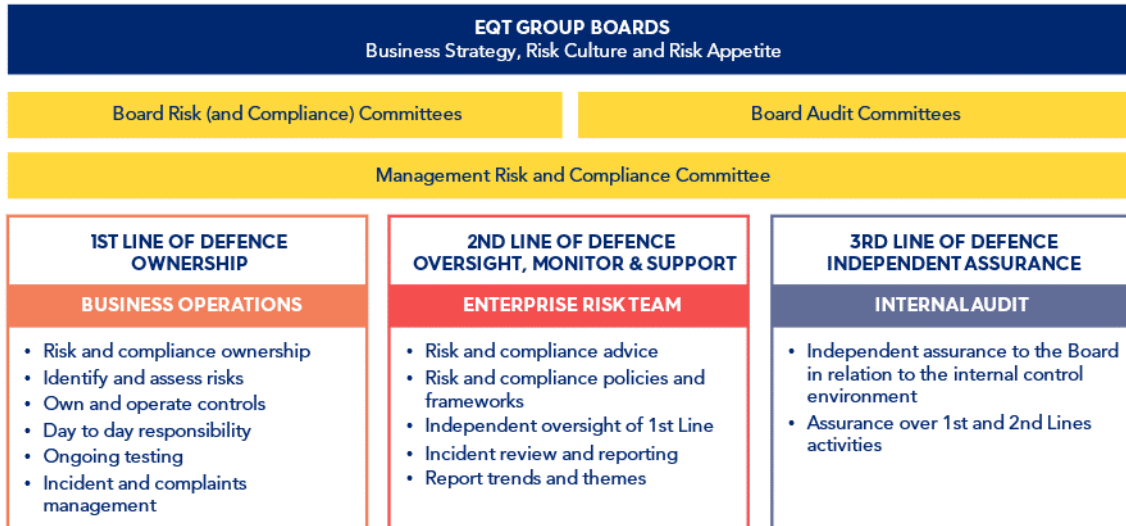 EQT GROUP BOARDS
Business Strategy, Risk Culture and Risk Appetite
Board Risk (and Compliance) Committees
Board Audit Committees
Management Risk and Compliance Committee
1ST LINE OF DEFENCE
OWNERSHIP
BUSINESS OPERATIONS
• Risk and compliance ownership
• Identify and assess risks
• Own and operate controls
• Day to day responsibility
• Ongoing testing
• Incident and complaints
management
2ND LINE OF DEFENCE
OVERSIGHT, MONITOR & SUPPORT
ENTERPRISE RISK TEAM
• Risk and compliance advice
• Risk and compliance policies and
frameworks
• Independent oversight of 1st Line
• Incident review and reporting
• Report trends and themes
3RD LINE OF DEFENCE
INDEPENDENT ASSURANCE
INTERNAL AUDIT
• Independent assurance to the Board
in relation to the internal control
environment
• Assurance over 1st and 2nd Lines
activities